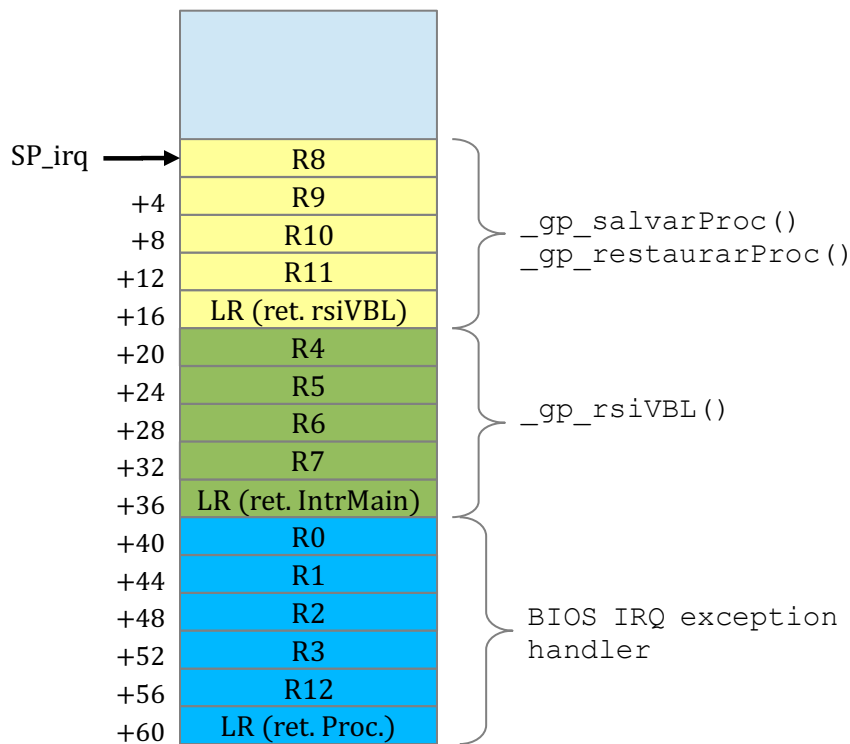 SP_irq
R8
+4
R9
+8
R10
+12
R11
+16
LR (ret. rsiVBL)
_gp_salvarProc()
_gp_restaurarProc()
+20
R4
+24
R5
+28
R6
+32
R7
+36
LR (ret. IntrMain)
_gp_rsiVBL()
+40
R0
+44
R1
+48
R2
+52
R3
+56
R12
+60
LR (ret. Proc.)
BIOS IRQ exception
handler